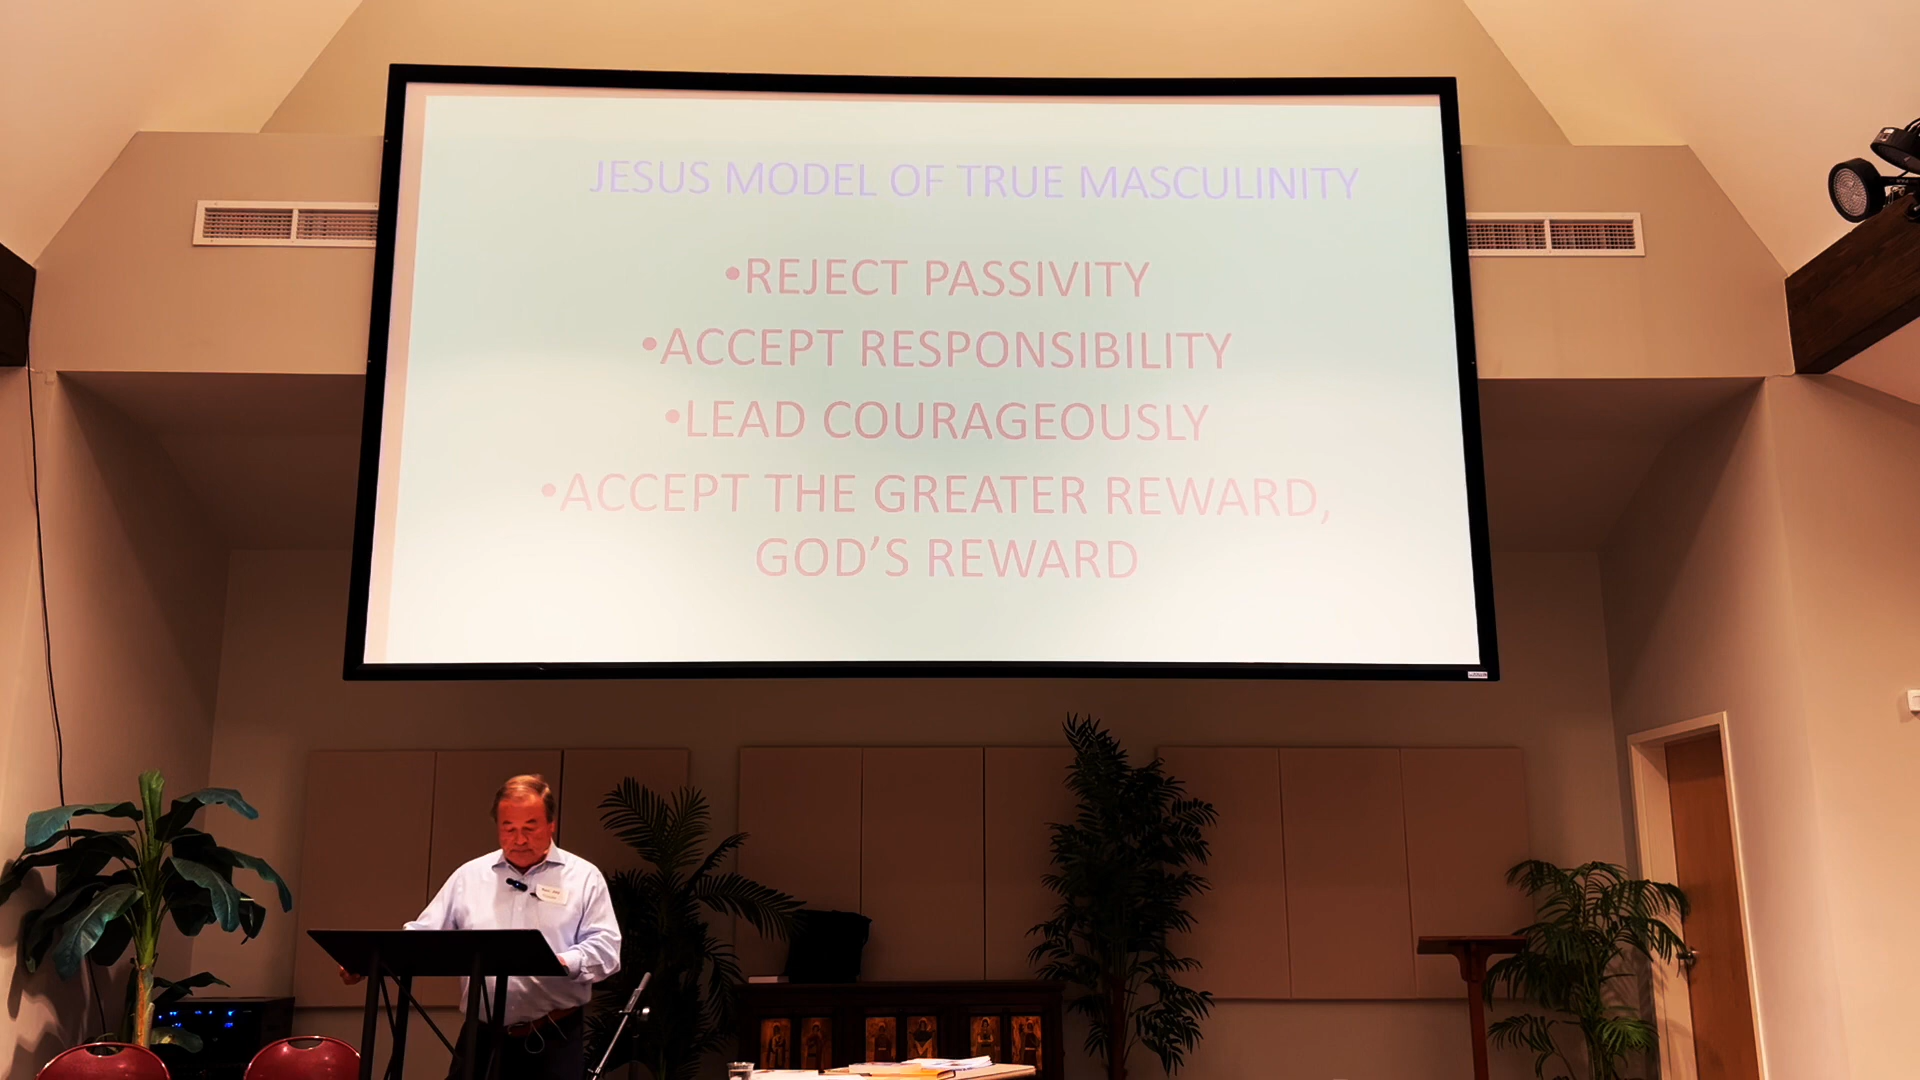 JESUS MODEL OF TRUE MASCULINITY
•REJECT PASSIVITY
•ACCEPT RESPONSIBILITY
•LEAD COURAGEOUSLY
•ACCEPT THE GREATER REWARD,
GOD'S REWARD